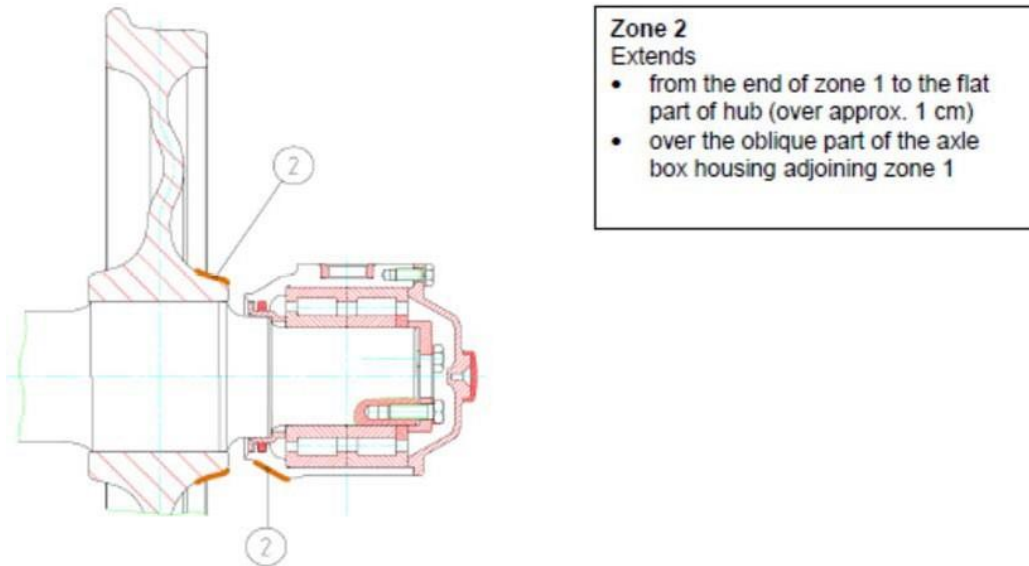 Zone 2
Extends
• from the end of zone 1 to the flat
part of hub (over approx. 1 cm)
• over the oblique part of the axle
box housing adjoining zone 1
2
2